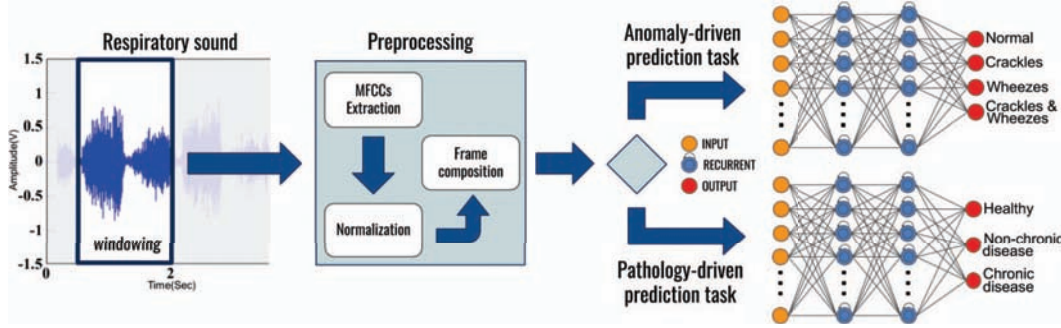 Respiratory sound
1.5
1
0.5
0
-0.5
-1
-1.5
Amplitude(V)
windowing
0
2
Time(Sec)
Preprocessing
MFCCs
Extraction
Normalization
Frame
composition
Anomaly-driven
prediction task
INPUT
RECURRENT
OUTPUT
Pathology-driven
prediction task
Normal
Crackles
Wheezes
Crackles &
Wheezes
Healthy
Non-chronic
disease
Chronic
disease